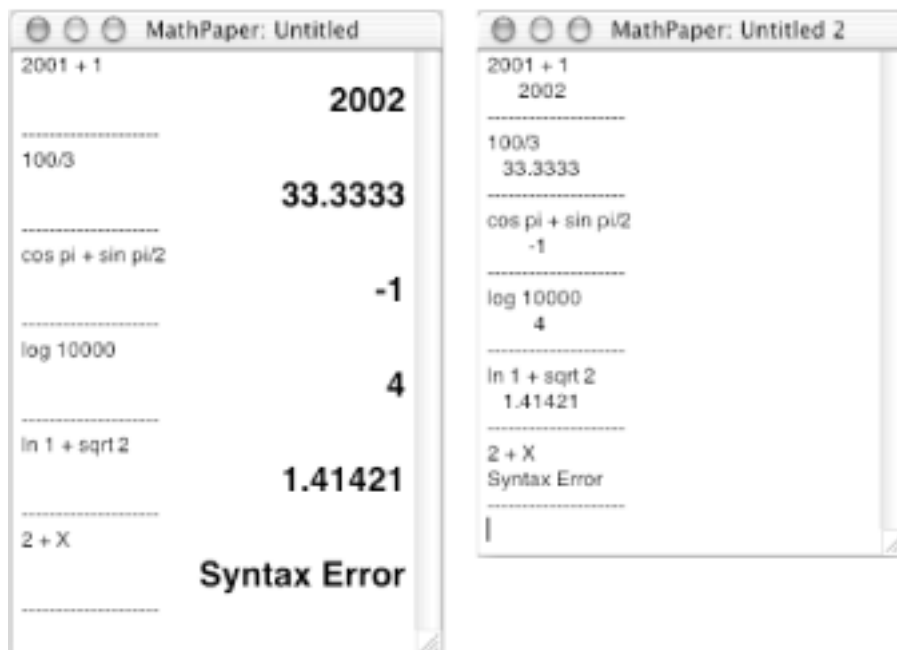 MathPaper: Untitled
2001 + 1
2002
--------------------
100/3
33.3333
--------------------
cos pi + sin pi/2
-1
--------------------
log 10000
4
--------------------
ln 1 + sqrt 2
1.41421
--------------------
2 + X
Syntax Error
--------------------
MathPaper: Untitled 2
2001 + 1
2002
--------------------
100/3
33.3333
--------------------
cos pi + sin pi/2
-1
--------------------
log 10000
4
--------------------
ln 1 + sqrt 2
1.41421
--------------------
2 + X
Syntax Error
--------------------